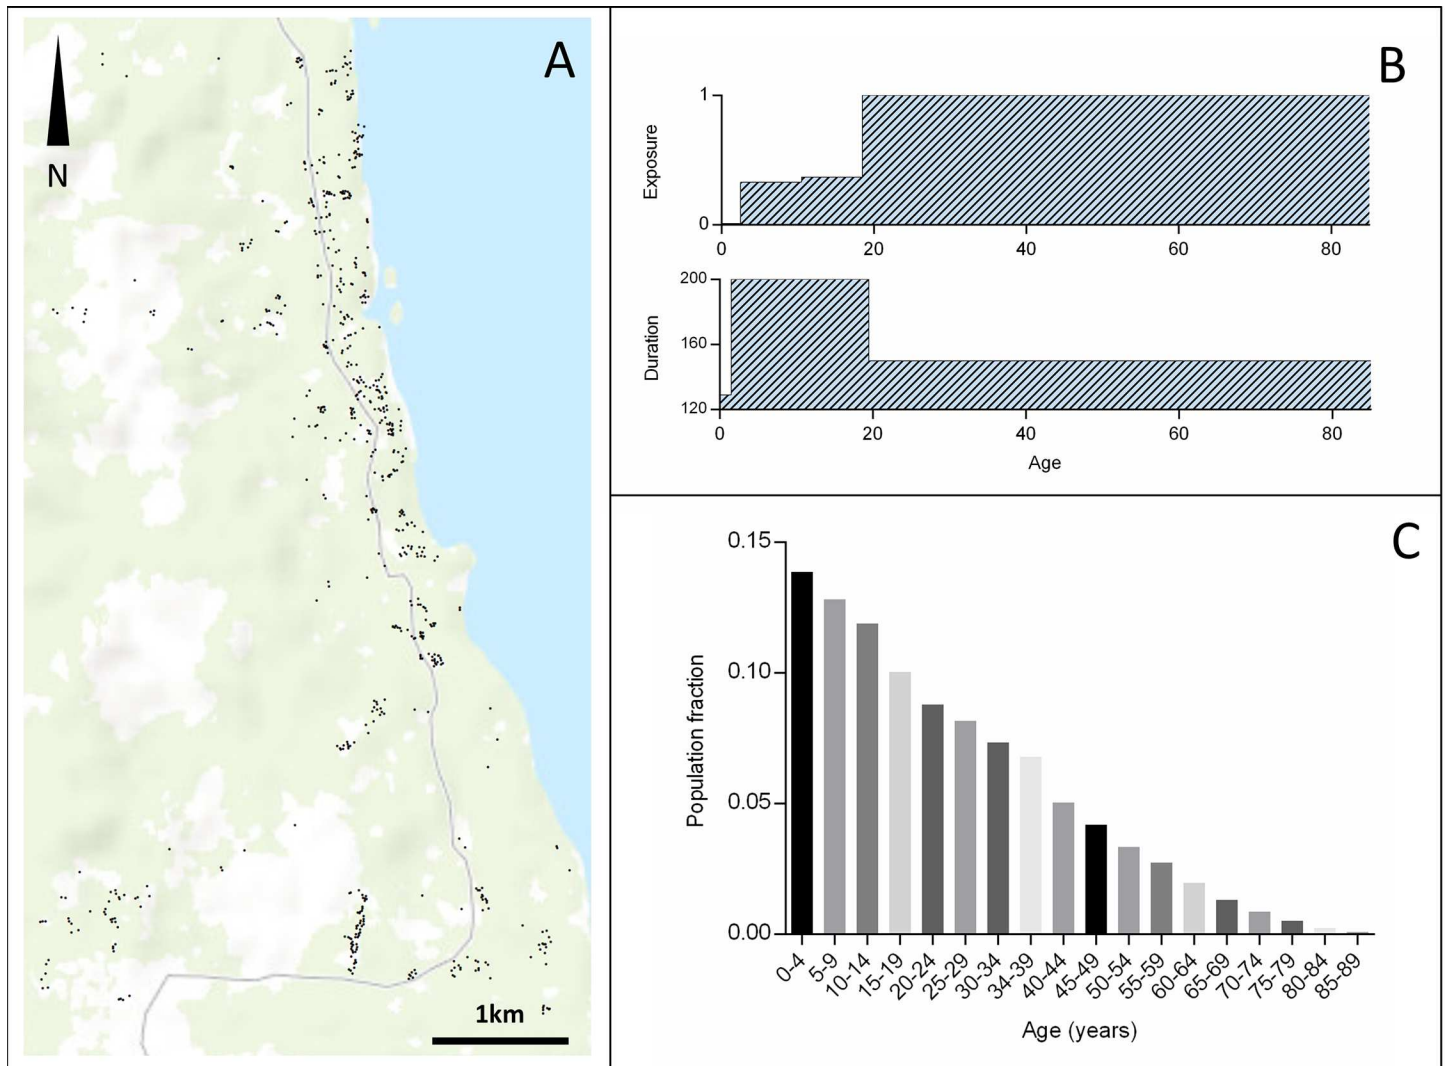 A
N
1km
B
Exposure
1
0
0 20 40 60 80
Duration
200
160
120
0 20 40 60 80
Age
C
Population fraction
0.15
0.10
0.05
0.00
0-4 5-9 10-14 15-19 20-24 25-29 30-34 34-39 40-44 45-49 50-54 55-59 60-64 65-69 70-74 75-79 80-84 85-89
Age (years)